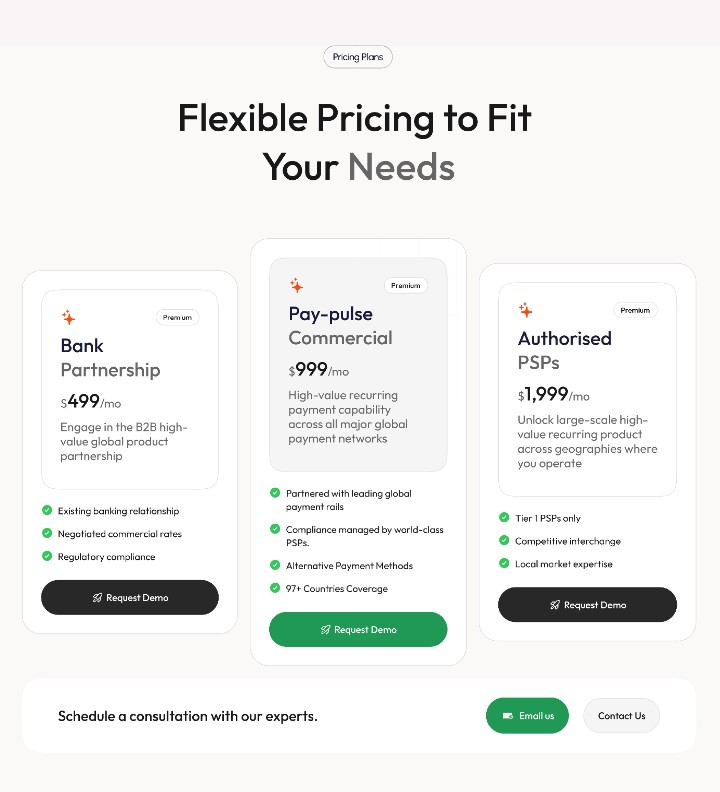 Pricing Plans
Flexible Pricing to Fit
Your Needs
Premium
Bank
Partnership
$499/mo
Engage in the B2B high-
value global product
partnership
Existing banking relationship
Negotiated commercial rates
Regulatory compliance
Request Demo
Premium
Pay-pulse
Commercial
$999/mo
High-value recurring
payment capability
across all major global
payment networks
Partnered with leading global
payment rails
Compliance managed by world-class
PSPs.
Alternative Payment Methods
97+ Countries Coverage
Request Demo
Premium
Authorised
PSPs
$1,999/mo
Unlock large-scale high-
value recurring product
across geographies where
you operate
Tier 1 PSPs only
Competitive interchange
Local market expertise
Request Demo
Schedule a consultation with our experts.
Email us
Contact Us